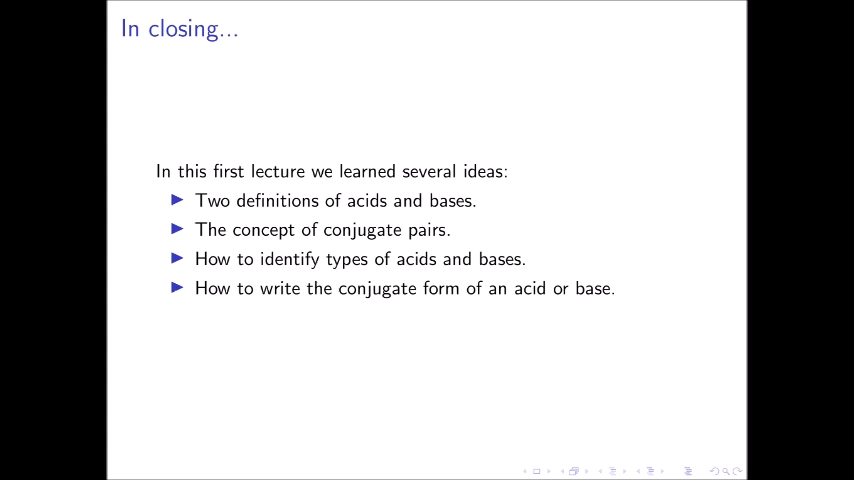 In closing...
In this first lecture we learned several ideas:
Two definitions of acids and bases.
The concept of conjugate pairs.
How to identify types of acids and bases.
How to write the conjugate form of an acid or base.